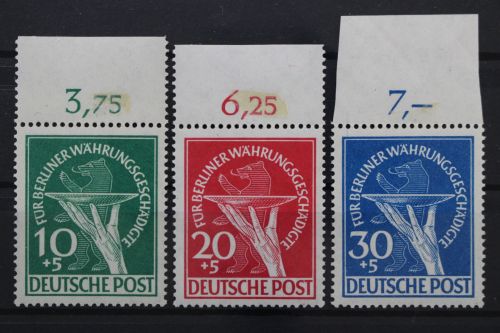 3,75
FÜR BERLINER WÄHRUNGSGESCHÄDIGTE
10
+5
DEUTSCHE POST
6,25
FÜR BERLINER WÄHRUNGSGESCHÄDIGTE
20
+5
DEUTSCHE POST
7,-
FÜR BERLINER WÄHRUNGSGESCHÄDIGTE
30
+5
DEUTSCHE POST